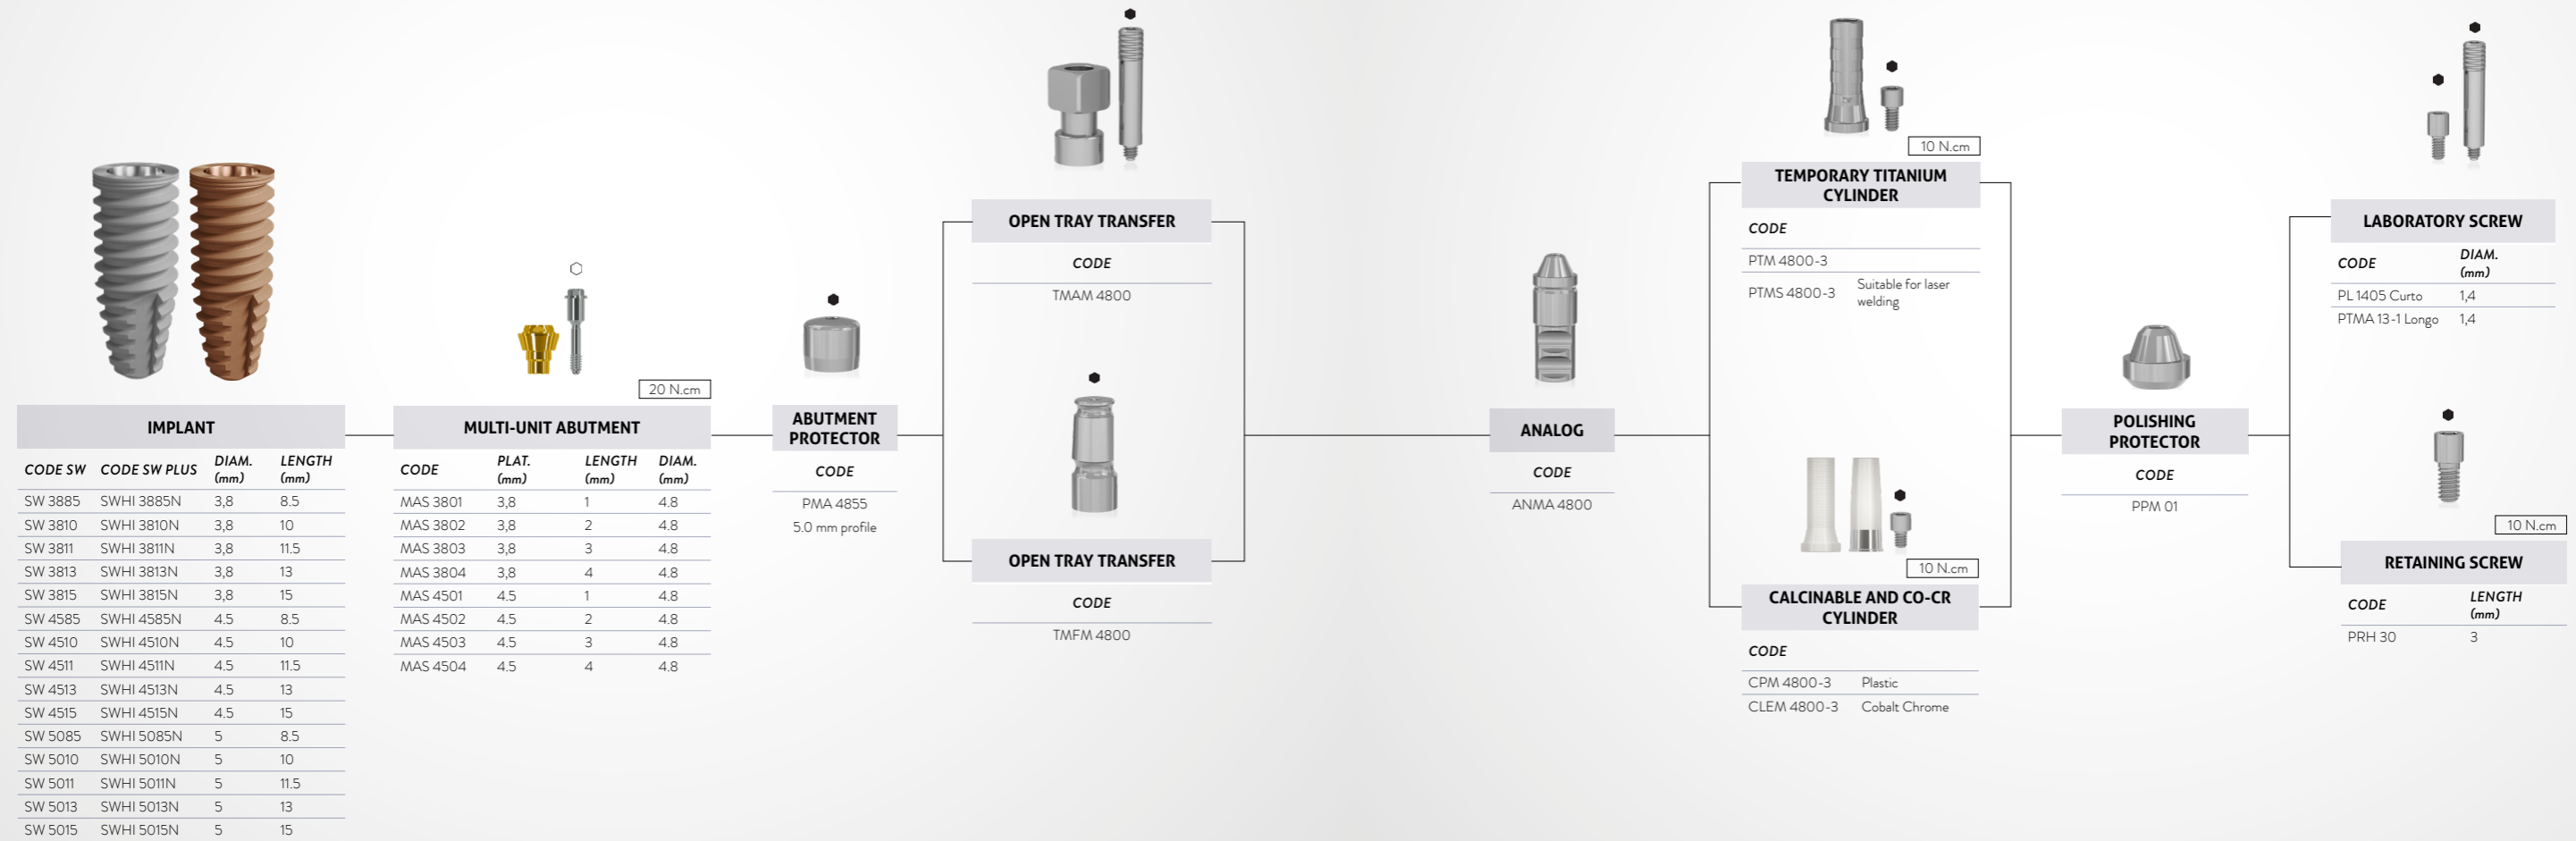 IMPLANT
CODE SW CODE SW PLUS DIAM. (mm) LENGTH (mm)
SW 3885 SWHI 3885N 3,8 8.5
SW 3810 SWHI 3810N 3,8 10
SW 3811 SWHI 3811N 3,8 11.5
SW 3813 SWHI 3813N 3,8 13
SW 3815 SWHI 3815N 3,8 15
SW 4585 SWHI 4585N 4.5 8.5
SW 4510 SWHI 4510N 4.5 10
SW 4511 SWHI 4511N 4.5 11.5
SW 4513 SWHI 4513N 4.5 13
SW 4515 SWHI 4515N 4.5 15
SW 5085 SWHI 5085N 5 8.5
SW 5010 SWHI 5010N 5 10
SW 5011 SWHI 5011N 5 11.5
SW 5013 SWHI 5013N 5 13
SW 5015 SWHI 5015N 5 15
20 N.cm
MULTI-UNIT ABUTMENT
CODE PLAT. (mm) LENGTH (mm) DIAM. (mm)
MAS 3801 3,8 1 4.8
MAS 3802 3,8 2 4.8
MAS 3803 3,8 3 4.8
MAS 3804 3,8 4 4.8
MAS 4501 4.5 1 4.8
MAS 4502 4.5 2 4.8
MAS 4503 4.5 3 4.8
MAS 4504 4.5 4 4.8
ABUTMENT
PROTECTOR
CODE
PMA 4855
5.0 mm profile
OPEN TRAY TRANSFER
CODE
TMAM 4800
OPEN TRAY TRANSFER
CODE
TMFM 4800
ANALOG
CODE
ANMA 4800
10 N.cm
TEMPORARY TITANIUM
CYLINDER
CODE
PTM 4800-3
PTMS 4800-3 Suitable for laser
welding
10 N.cm
CALCINABLE AND CO-CR
CYLINDER
CODE
CPM 4800-3 Plastic
CLEM 4800-3 Cobalt Chrome
POLISHING
PROTECTOR
CODE
PPM 01
LABORATORY SCREW
CODE DIAM. (mm)
PL 1405 Curto 1,4
PTMA 13-1 Longo 1,4
10 N.cm
RETAINING SCREW
CODE LENGTH (mm)
PRH 30 3